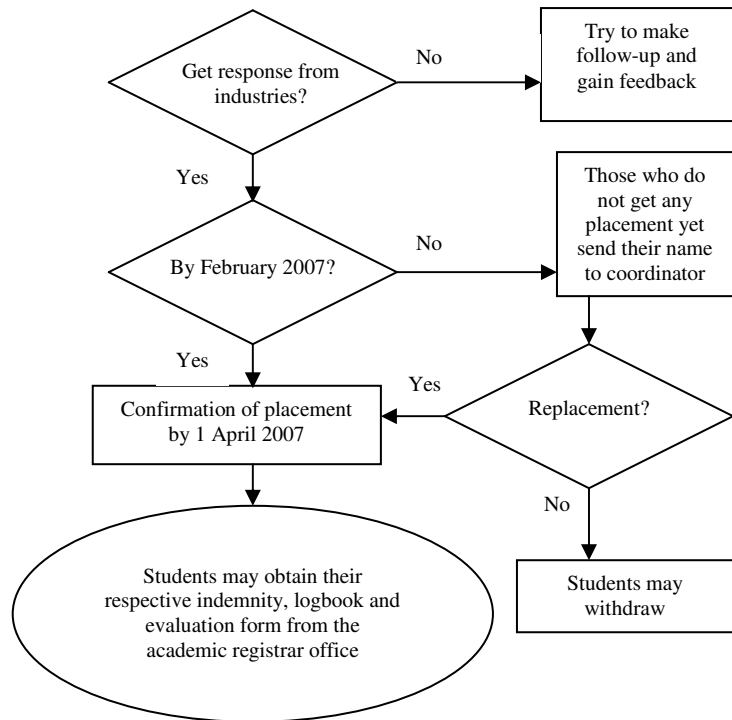 Get response from
industries?
No
Try to make
follow-up and
gain feedback
Yes
By February 2007?
No
Those who do
not get any
placement yet
send their name
to coordinator
Yes
Confirmation of placement
by 1 April 2007
Yes
Replacement?
No
Students may
withdraw
Students may obtain their
respective indemnity, logbook and
evaluation form from the
academic registrar office